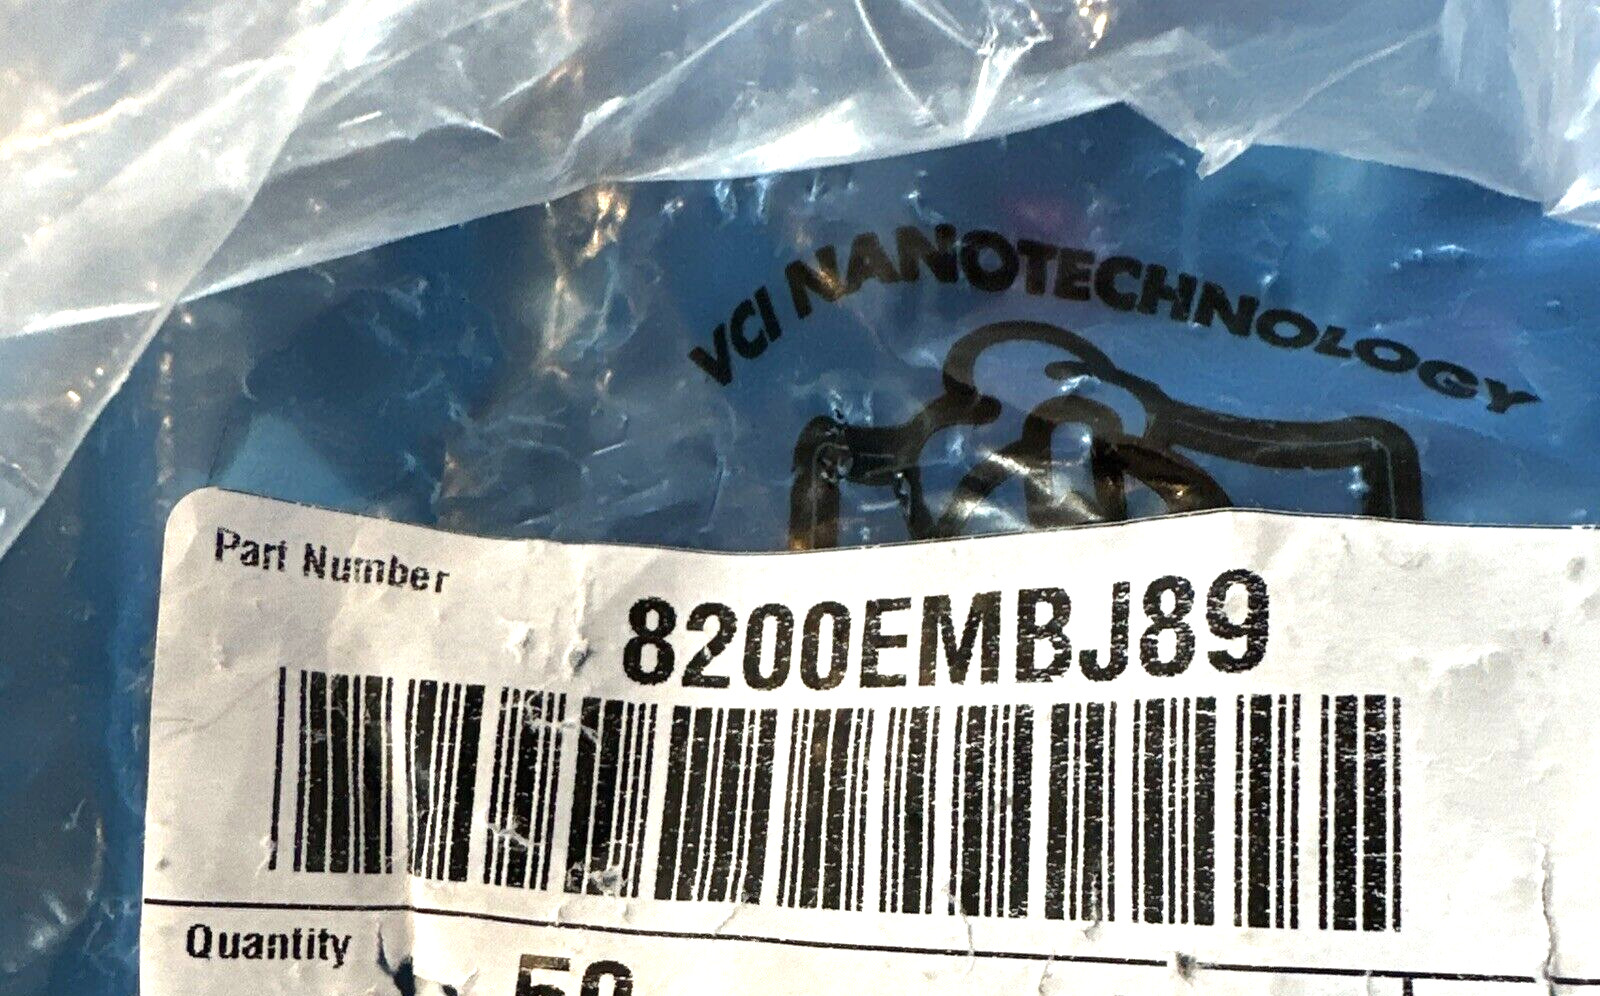 VCI NANOTECHNOLOGY
Part Number
8200EMBJ89
Quantity